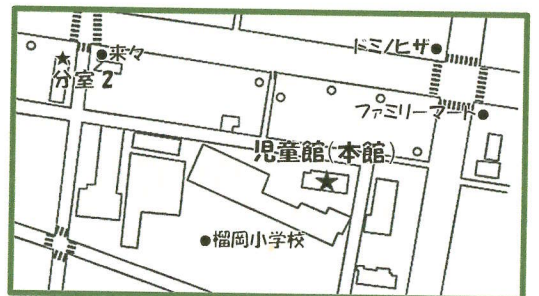 来々
ドミノピザ
分室2
ファミリーマート
児童館(本館)
榴岡小学校